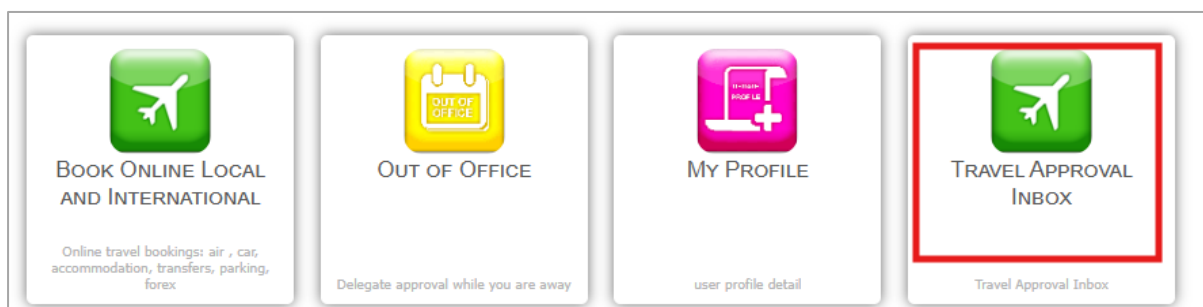 BOOK ONLINE LOCAL
AND INTERNATIONAL
Online travel bookings: air , car,
accommodation, transfers, parking,
forex
OUT OF
OFFICE
OUT OF OFFICE
Delegate approval while you are away
PROFILE
MY PROFILE
user profile detail
TRAVEL APPROVAL
INBOX
Travel Approval Inbox